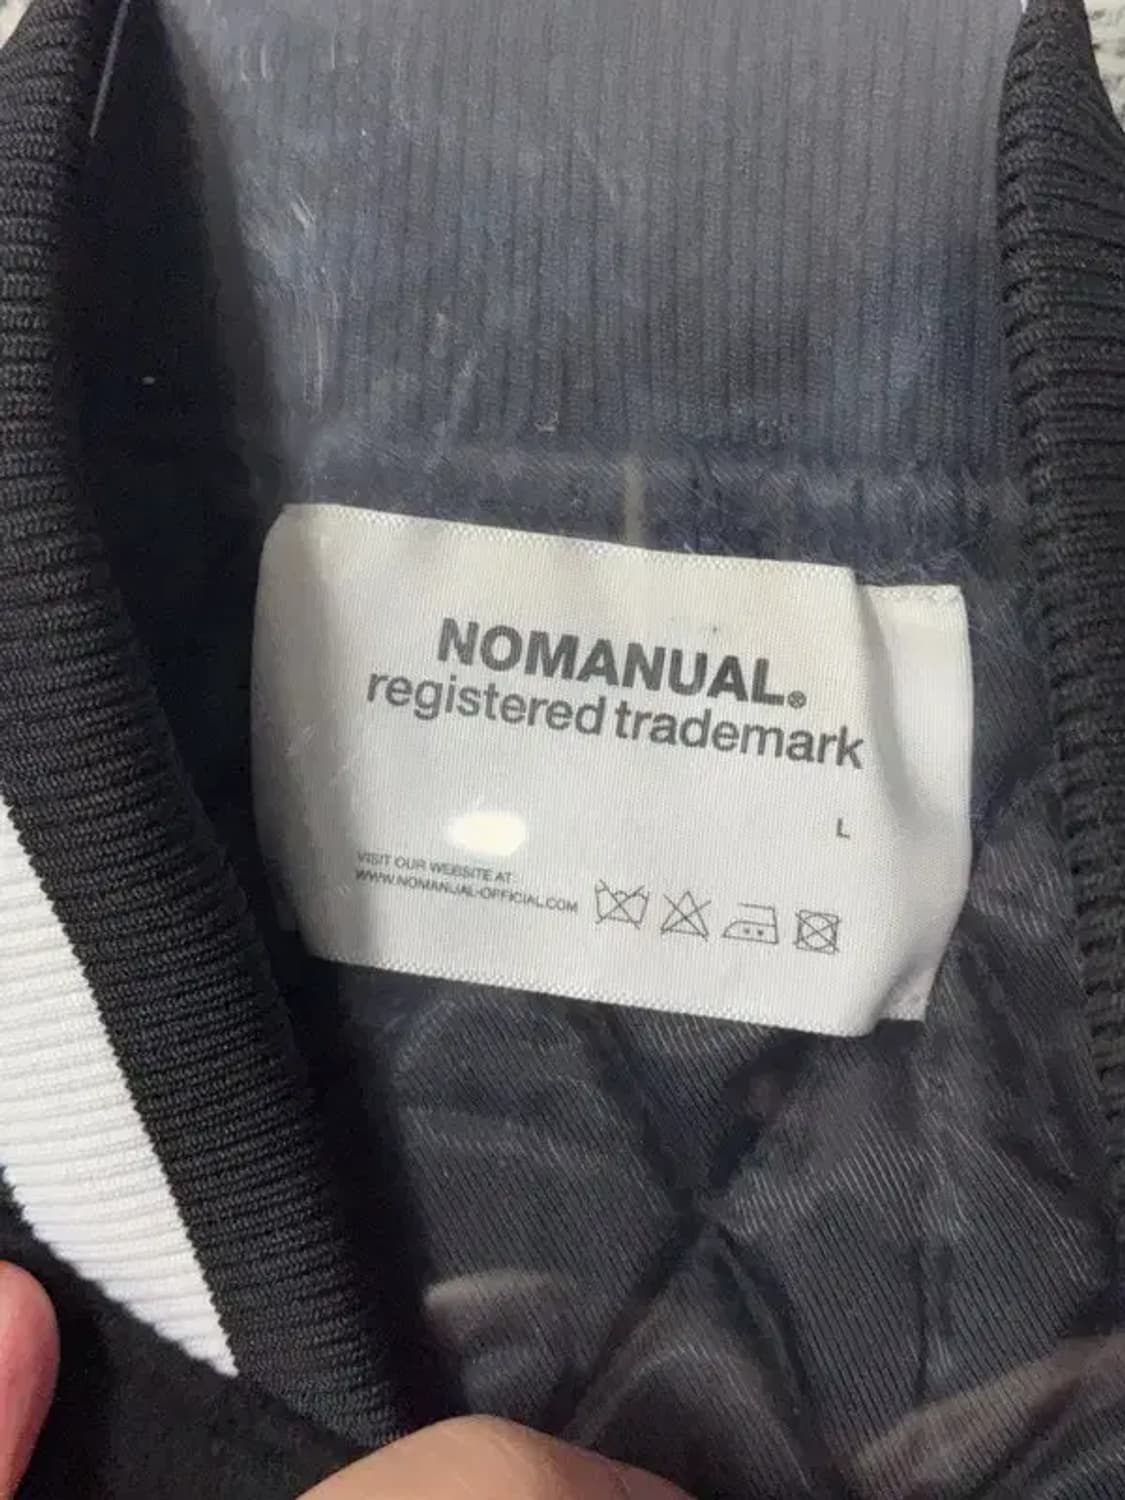 NOMANUAL.®
registered trademark
L
VISIT OUR WEBSITE AT
WWW.NOMANUAL-OFFICIAL.COM